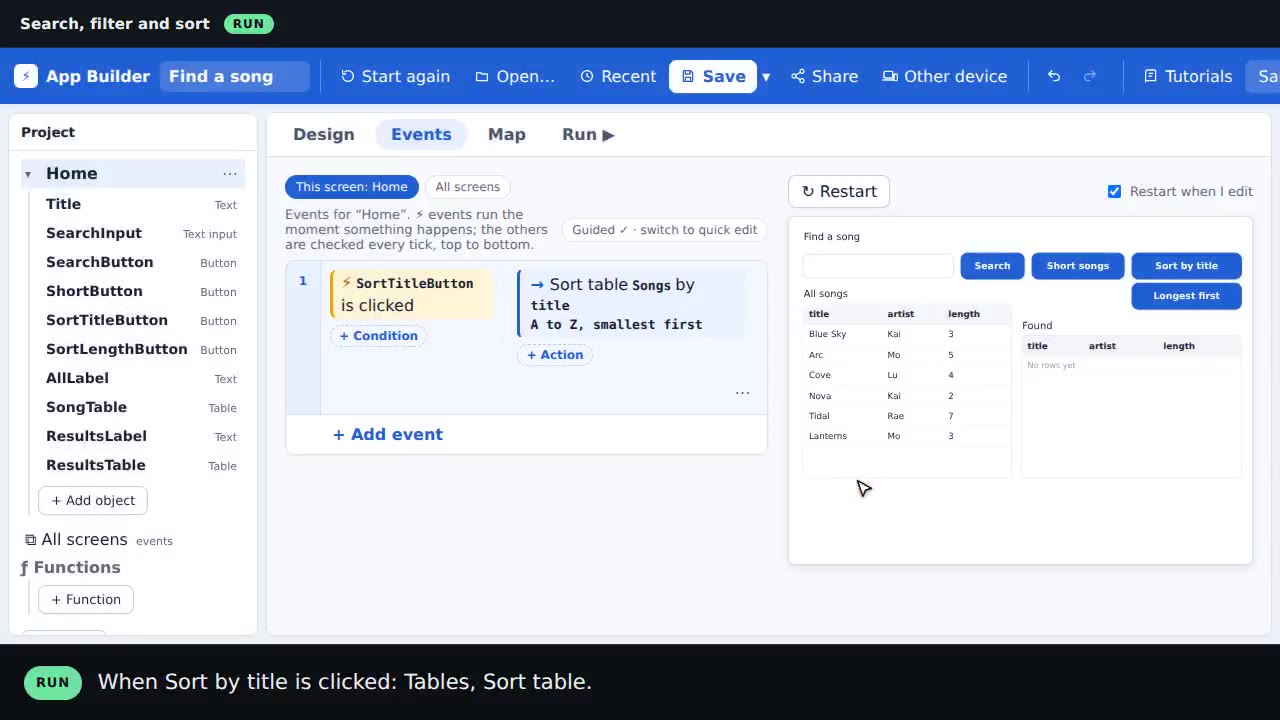 Search, filter and sort RUN
App Builder Find a song Start again Open... Recent Save ▾ Share Other device Tutorials Sa
Project
Home ...
Title Text
SearchInput Text input
SearchButton Button
ShortButton Button
SortTitleButton Button
SortLengthButton Button
AllLabel Text
SongTable Table
ResultsLabel Text
ResultsTable Table
+ Add object
All screens events
ƒ Functions
+ Function
Design Events Map Run ▶
This screen: Home All screens
Events for “Home”. ⚡ events run the
moment something happens; the others
are checked every tick, top to bottom.
Guided ✓ · switch to quick edit
1
⚡ SortTitleButton
is clicked
+ Condition
→ Sort table Songs by
title
A to Z, smallest first
+ Action
...
+ Add event
↻ Restart Restart when I edit
Find a song
Search Short songs Sort by title
Longest first
All songs
title artist length
Blue Sky Kai 3
Arc Mo 5
Cove Lu 4
Nova Kai 2
Tidal Rae 7
Lanterns Mo 3
Found
title artist length
No rows yet
RUN When Sort by title is clicked: Tables, Sort table.